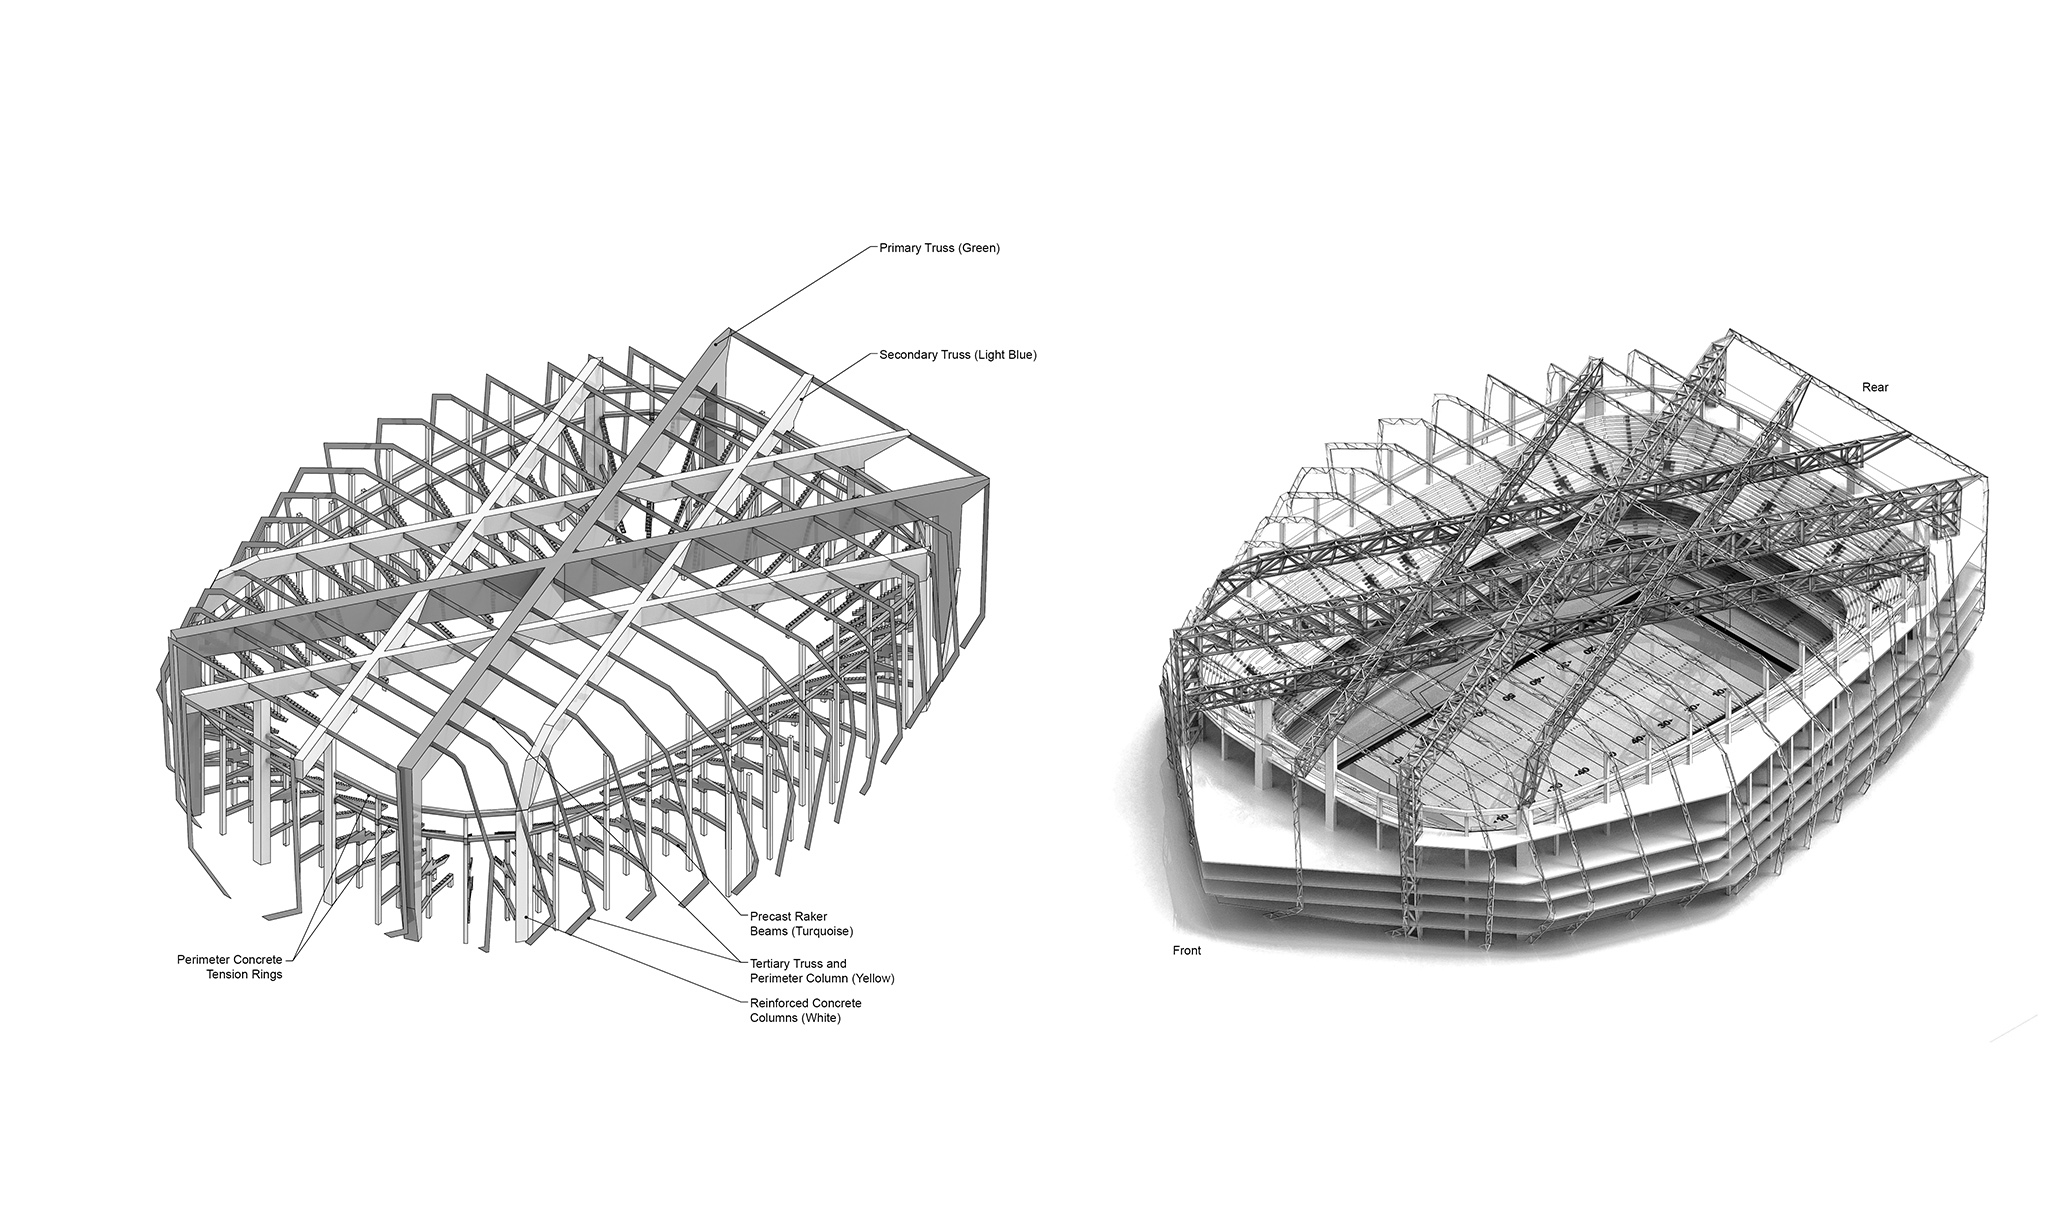 Primary Truss (Green)
Secondary Truss (Light Blue)
Precast Raker
Beams (Turquoise)
Perimeter Concrete
Tension Rings
Tertiary Truss and
Perimeter Column (Yellow)
Reinforced Concrete
Columns (White)
Rear
Front